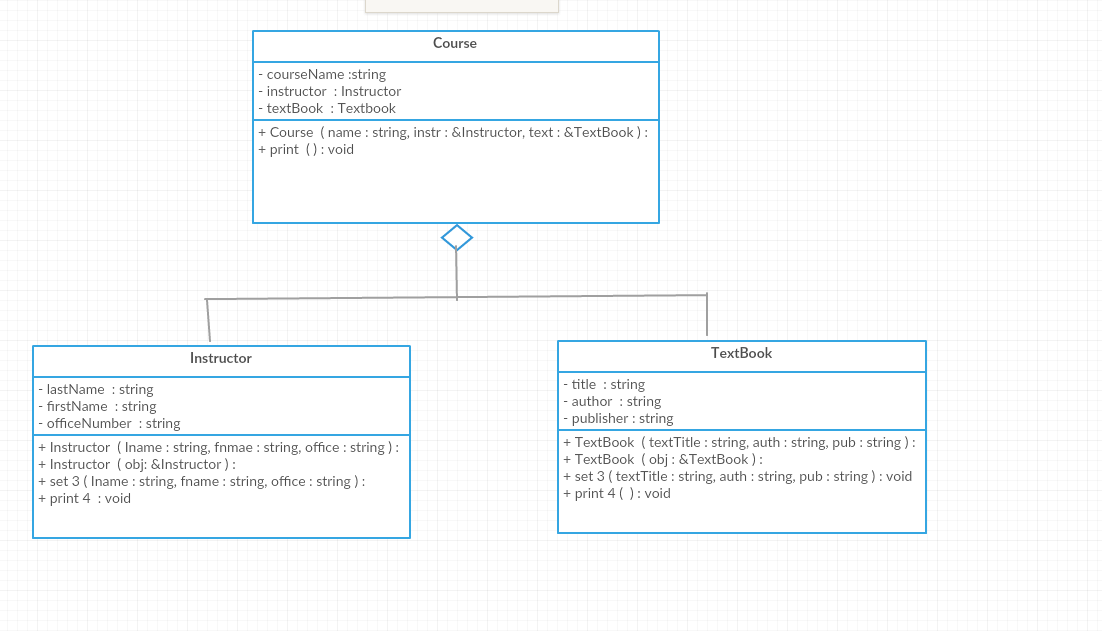 Course
- courseName :string
- instructor : Instructor
- textBook : Textbook
+ Course ( name : string, instr : &Instructor, text : &TextBook ) :
+ print ( ) : void
Instructor
- lastName : string
- firstName : string
- officeNumber : string
+ Instructor ( lname : string, fnmae : string, office : string ) :
+ Instructor ( obj: &Instructor ) :
+ set 3 ( lname : string, fname : string, office : string ) :
+ print 4 : void
TextBook
- title : string
- author : string
- publisher : string
+ TextBook ( textTitle : string, auth : string, pub : string ) :
+ TextBook ( obj : &TextBook ) :
+ set 3 ( textTitle : string, auth : string, pub : string ) : void
+ print 4 ( ) : void